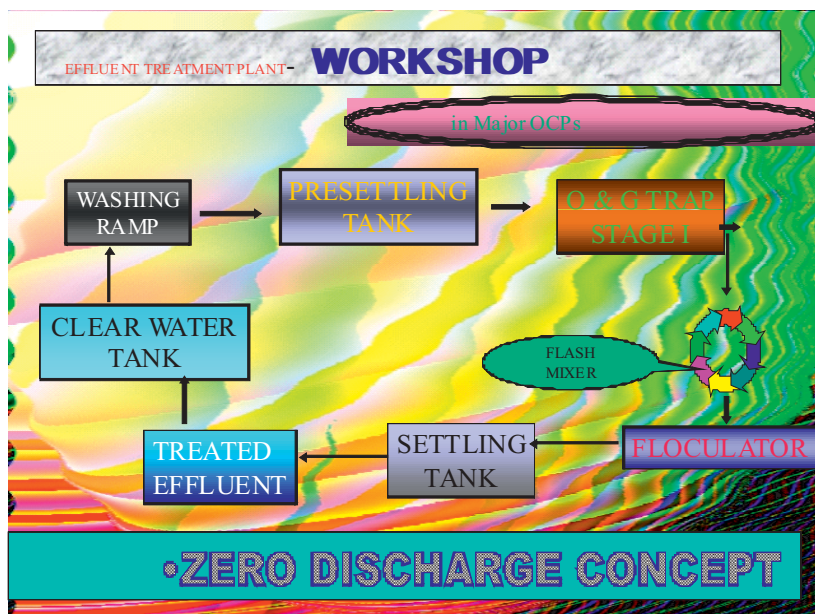 EFFLUENT TREATMENT PLANT- WORKSHOP
in Major OCPs
WASHING
RAMP
PRESETTLING
TANK
O & G TRAP
STAGE I
CLEAR WATER
TANK
FLASH
MIXER
TREATED
EFFLUENT
SETTLING
TANK
FLOCULATOR
•ZERO DISCHARGE CONCEPT